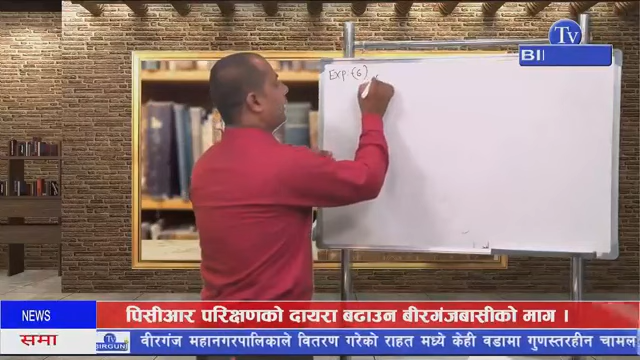 Tv
BI
Exp (6)
NEWS
पिसीआर परिक्षणको दायरा बढाउन बीरगंजबासीको माग ।
समा
Tv
BIRGUNJ
बीरगंज महानगरपालिकाले बितरण गरेको राहत मध्ये केही वडामा गुणस्तरहीन चामल